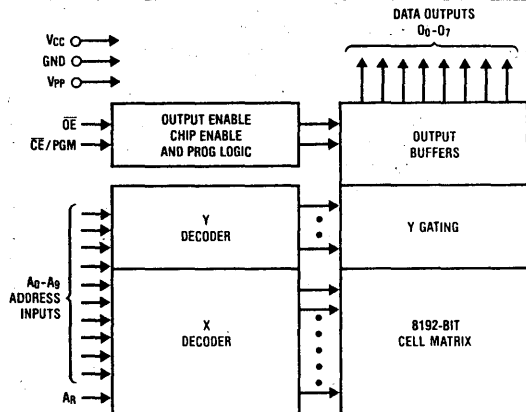 DATA OUTPUTS
O₀-O₇
VCC
GND
VPP
OE
CE/PGM
OUTPUT ENABLE
CHIP ENABLE
AND PROG LOGIC
OUTPUT
BUFFERS
Y
DECODER
Y GATING
A₀-A₉
ADDRESS
INPUTS
X
DECODER
8192-BIT
CELL MATRIX
AR